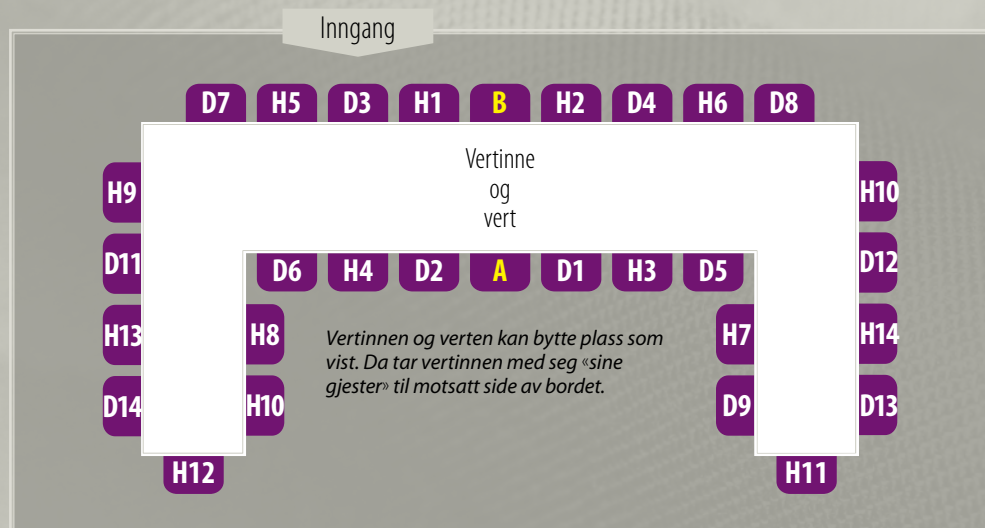 Inngang
D7 H5 D3 H1 B H2 D4 H6 D8
Vertinne
og
vert
H9 H10
D11 D6 H4 D2 A D1 H3 D5 D12
H13 H8 H7 H14
Vertinnen og verten kan bytte plass som
vist. Da tar vertinnen med seg «sine
gjester» til motsatt side av bordet.
D14 H10 D9 D13
H12 H11